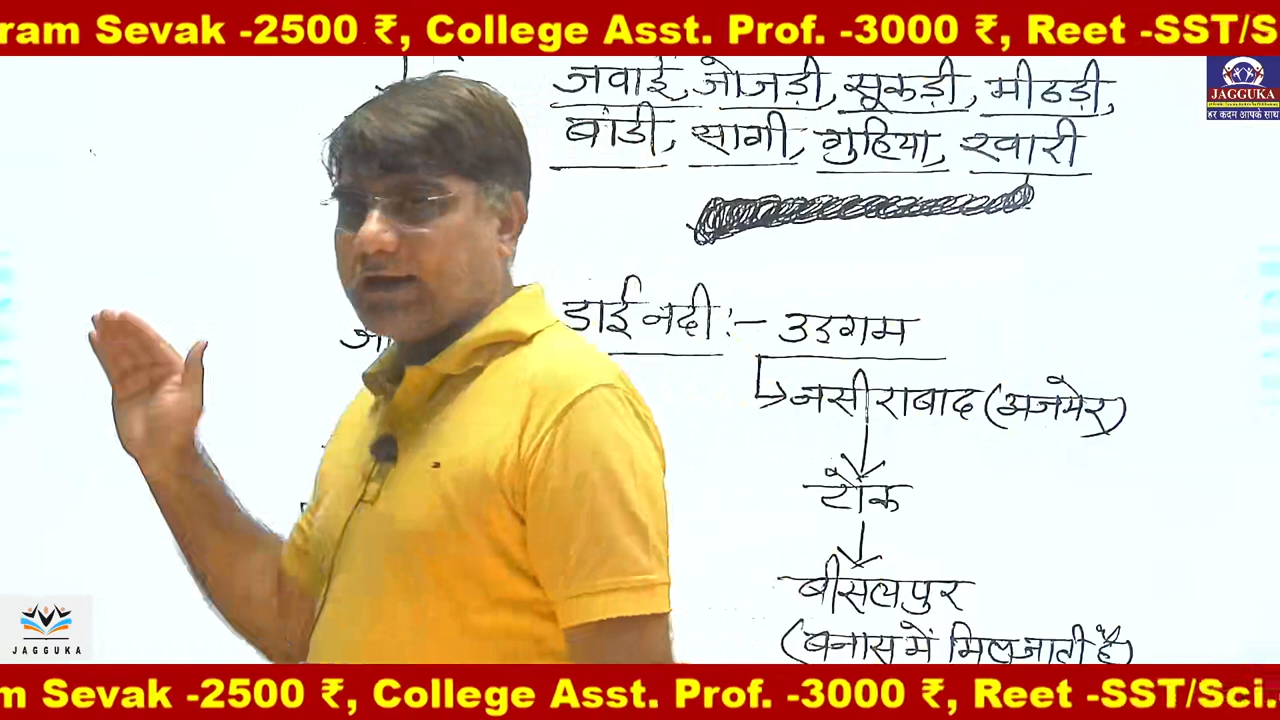 ram Sevak -2500 ₹, College Asst. Prof. -3000 ₹, Reet -SST/S
JAGGUKA
हर कदम आपके साथ
जवाई, जोजड़ी, सूकड़ी, मीठड़ी,
बांडी, सागी, गुहिया, खारी
डाई नदी :- उद्गम
नसीराबाद (अजमेर)
टोंक
बीसलपुर
(बनास में मिल जाती है)
JAGGUKA
m Sevak -2500 ₹, College Asst. Prof. -3000 ₹, Reet -SST/Sci.